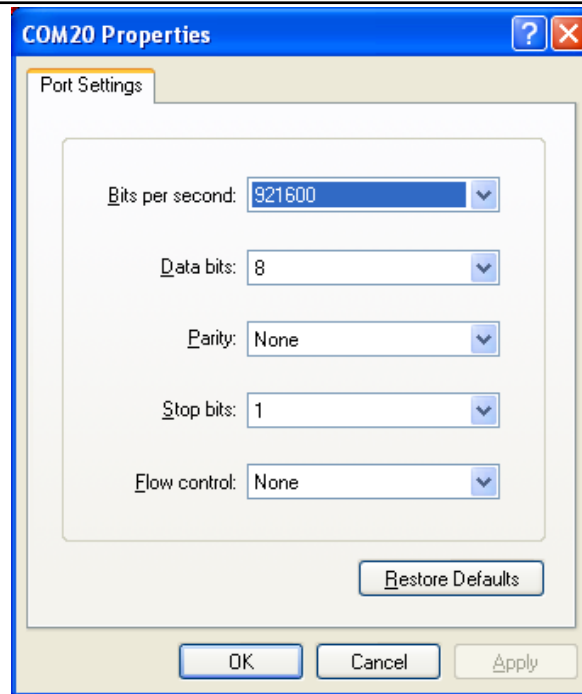 COM20 Properties
Port Settings
Bits per second: 921600
Data bits: 8
Parity: None
Stop bits: 1
Flow control: None
Restore Defaults
OK Cancel Apply